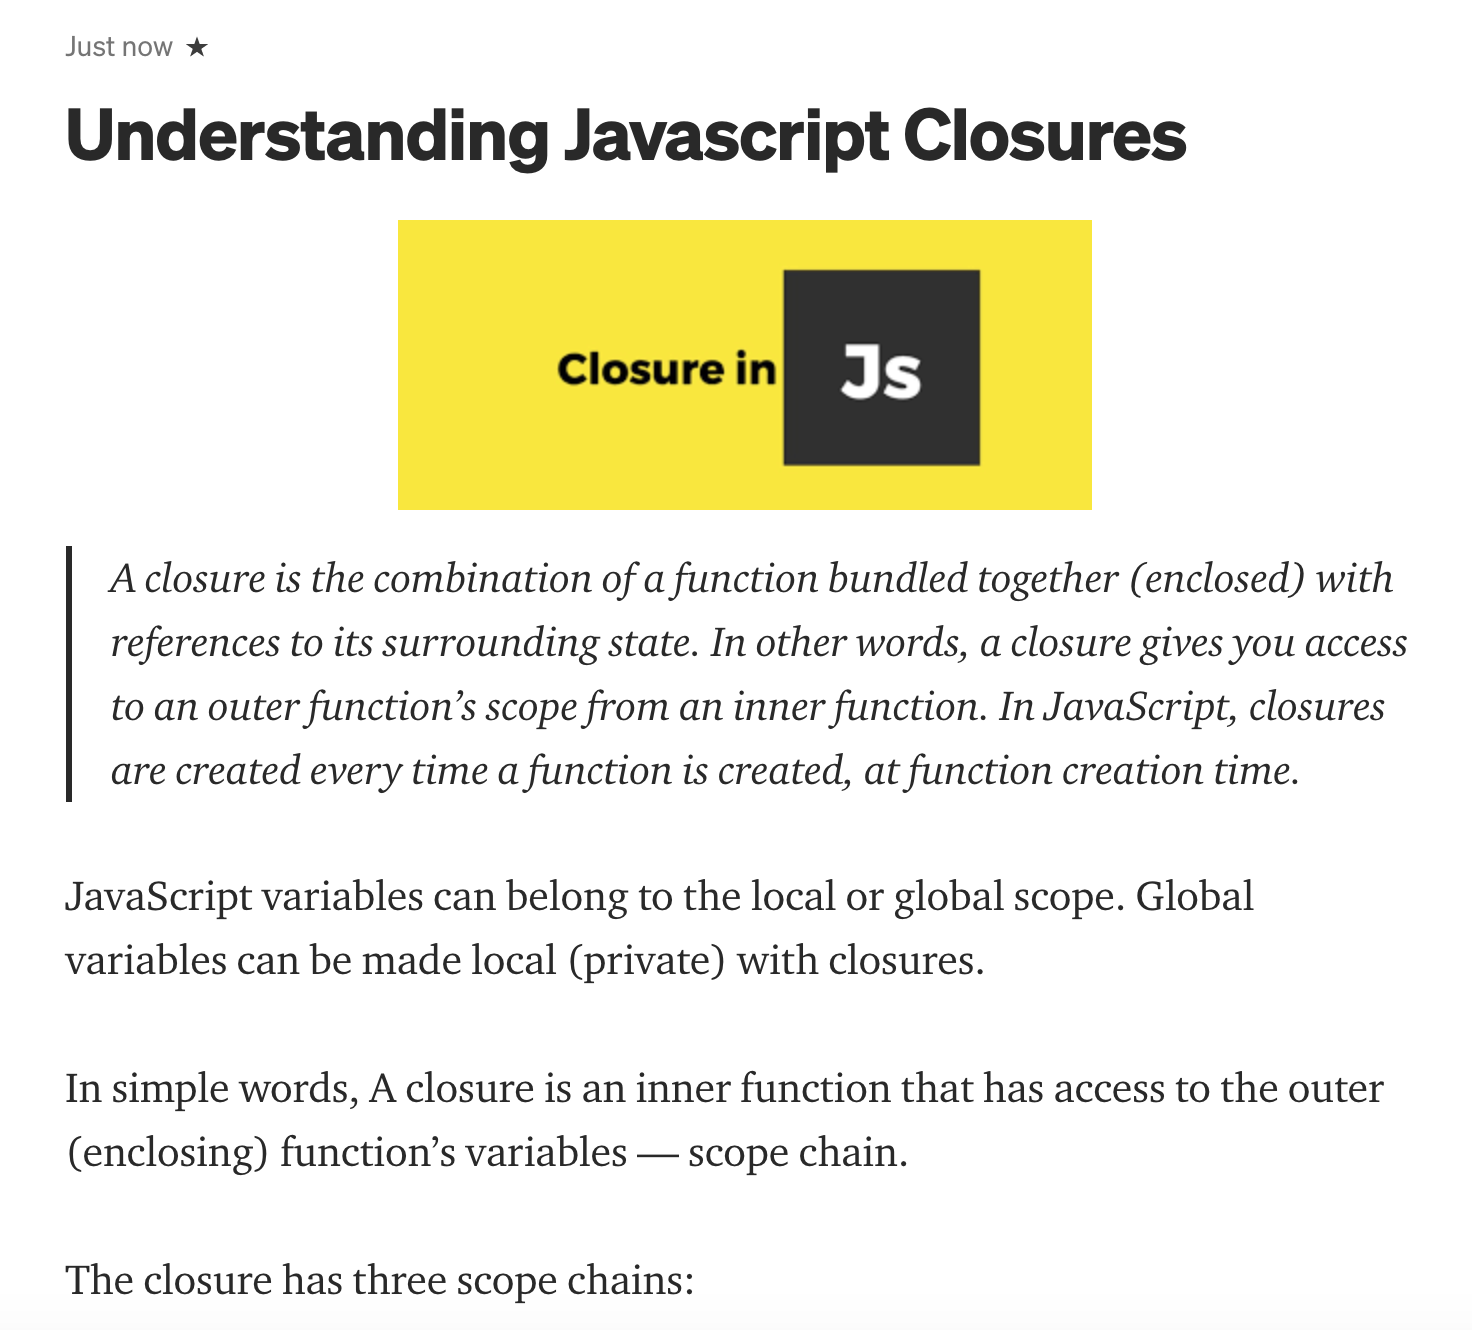 Just now ★
Understanding Javascript Closures
Closure in Js
A closure is the combination of a function bundled together (enclosed) with
references to its surrounding state. In other words, a closure gives you access
to an outer function’s scope from an inner function. In JavaScript, closures
are created every time a function is created, at function creation time.
JavaScript variables can belong to the local or global scope. Global
variables can be made local (private) with closures.
In simple words, A closure is an inner function that has access to the outer
(enclosing) function’s variables — scope chain.
The closure has three scope chains: